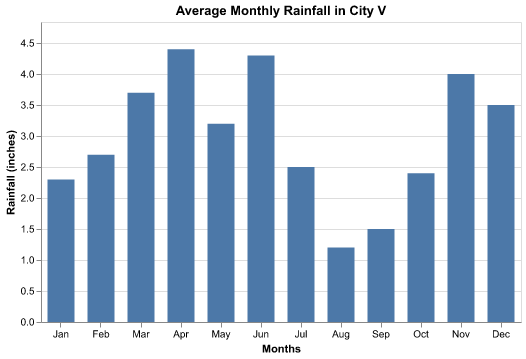 Average Monthly Rainfall in City V
4.5
4.0
3.5
3.0
2.5
2.0
1.5
1.0
0.5
0.0
Rainfall (inches)
Jan Feb Mar Apr May Jun Jul Aug Sep Oct Nov Dec
Months